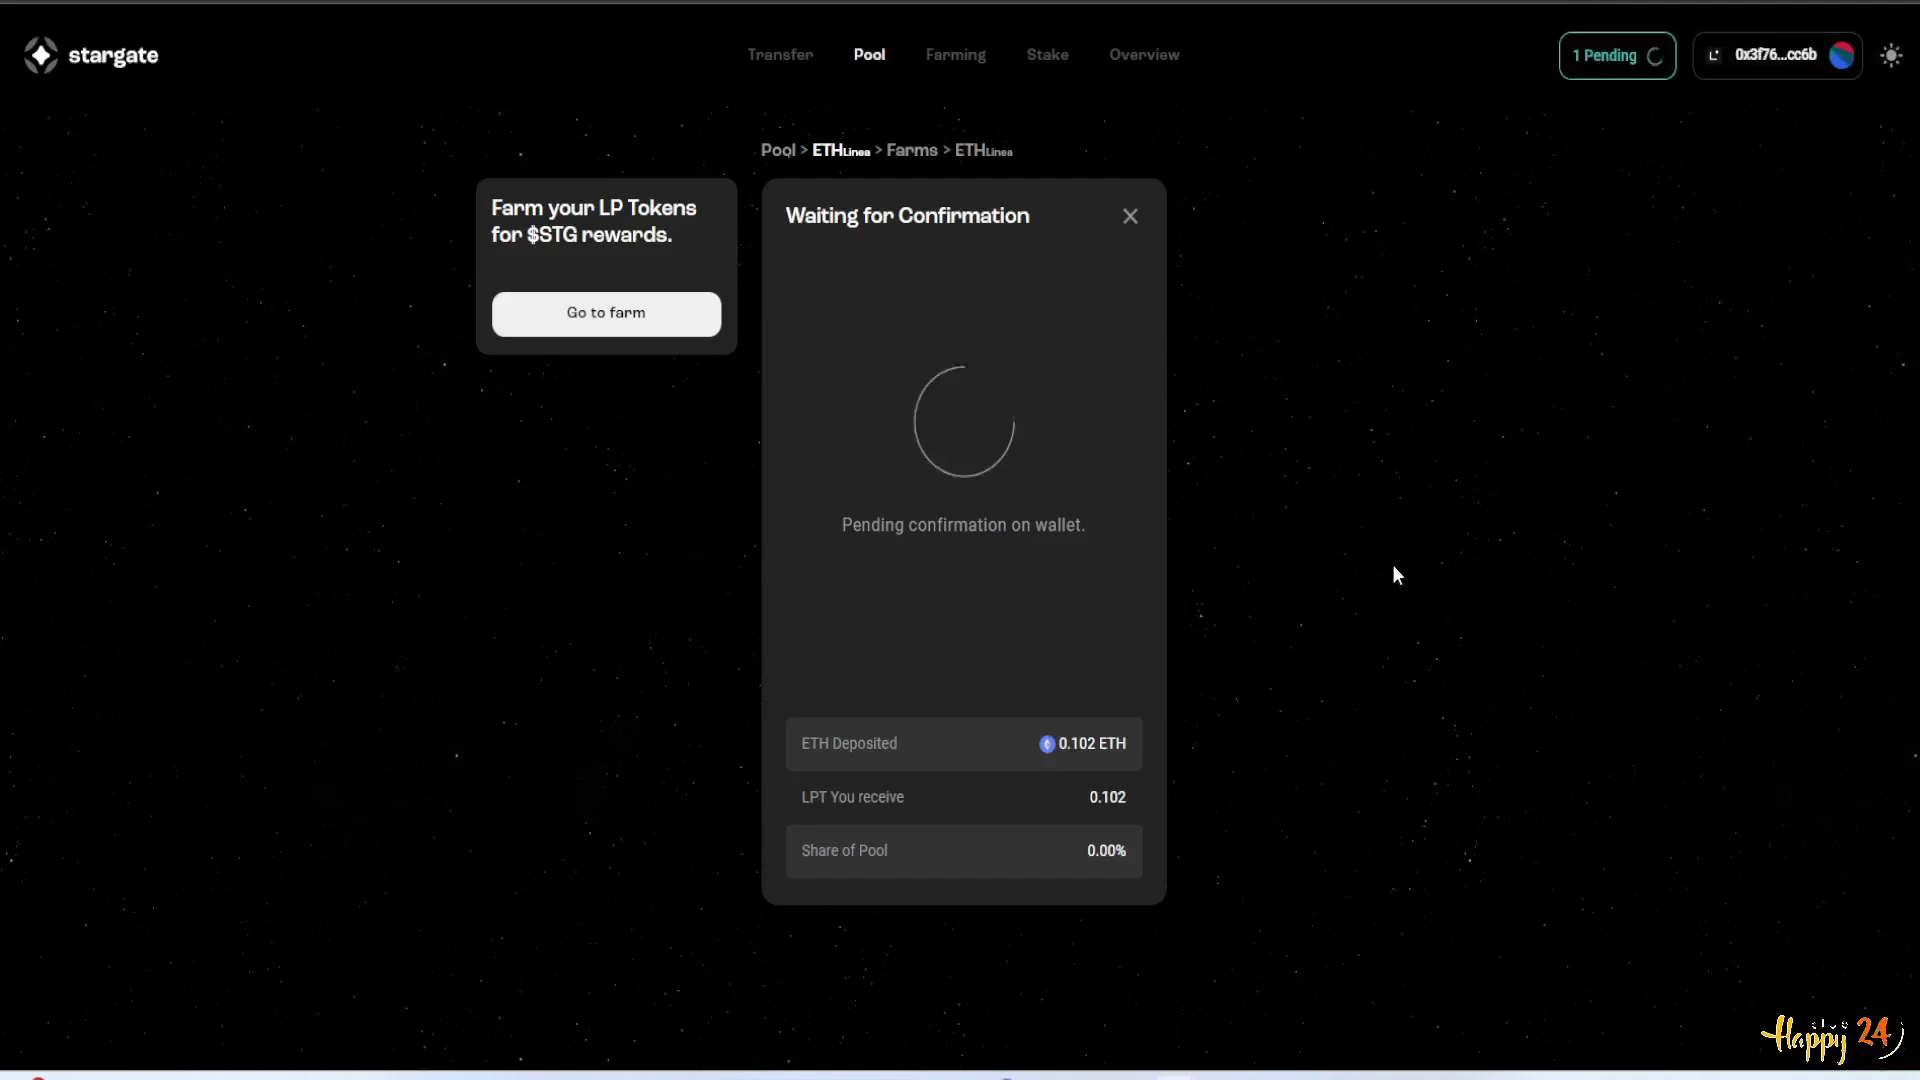 stargate
Transfer Pool Farming Stake Overview
1 Pending
0x3f76...cc6b
Pool > ETHLinea > Farms > ETHLinea
Farm your LP Tokens
for $STG rewards.
Go to farm
Waiting for Confirmation
Pending confirmation on wallet.
ETH Deposited 0.102 ETH
LPT You receive 0.102
Share of Pool 0.00%
Happy 24